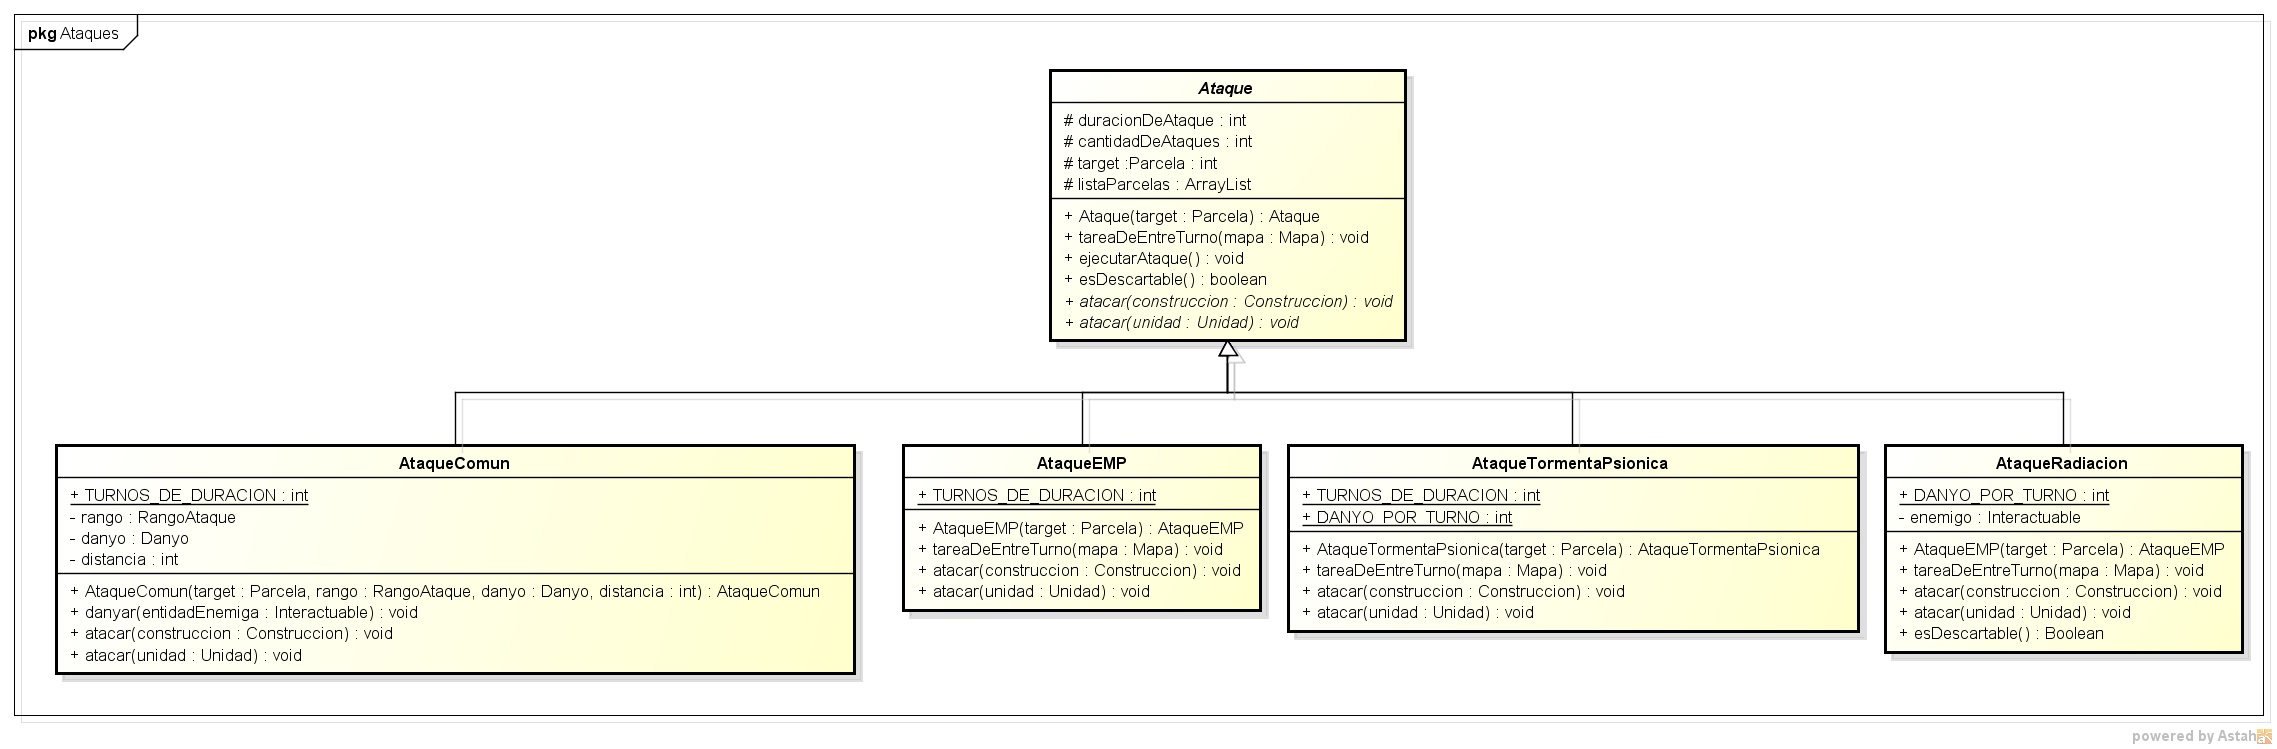 pkg Ataques
Ataque
# duracionDeAtaque : int
# cantidadDeAtaques : int
# target :Parcela : int
# listaParcelas : ArrayList
+ Ataque(target : Parcela) : Ataque
+ tareaDeEntreTurno(mapa : Mapa) : void
+ ejecutarAtaque() : void
+ esDescartable() : boolean
+ atacar(construccion : Construccion) : void
+ atacar(unidad : Unidad) : void
AtaqueComun
+ TURNOS_DE_DURACION : int
- rango : RangoAtaque
- danyo : Danyo
- distancia : int
+ AtaqueComun(target : Parcela, rango : RangoAtaque, danyo : Danyo, distancia : int) : AtaqueComun
+ danyar(entidadEnemiga : Interactuable) : void
+ atacar(construccion : Construccion) : void
+ atacar(unidad : Unidad) : void
AtaqueEMP
+ TURNOS_DE_DURACION : int
+ AtaqueEMP(target : Parcela) : AtaqueEMP
+ tareaDeEntreTurno(mapa : Mapa) : void
+ atacar(construccion : Construccion) : void
+ atacar(unidad : Unidad) : void
AtaqueTormentaPsionica
+ TURNOS_DE_DURACION : int
+ DANYO_POR_TURNO : int
+ AtaqueTormentaPsionica(target : Parcela) : AtaqueTormentaPsionica
+ tareaDeEntreTurno(mapa : Mapa) : void
+ atacar(construccion : Construccion) : void
+ atacar(unidad : Unidad) : void
AtaqueRadiacion
+ DANYO_POR_TURNO : int
- enemigo : Interactuable
+ AtaqueEMP(target : Parcela) : AtaqueEMP
+ tareaDeEntreTurno(mapa : Mapa) : void
+ atacar(construccion : Construccion) : void
+ atacar(unidad : Unidad) : void
+ esDescartable() : Boolean
powered by Astah